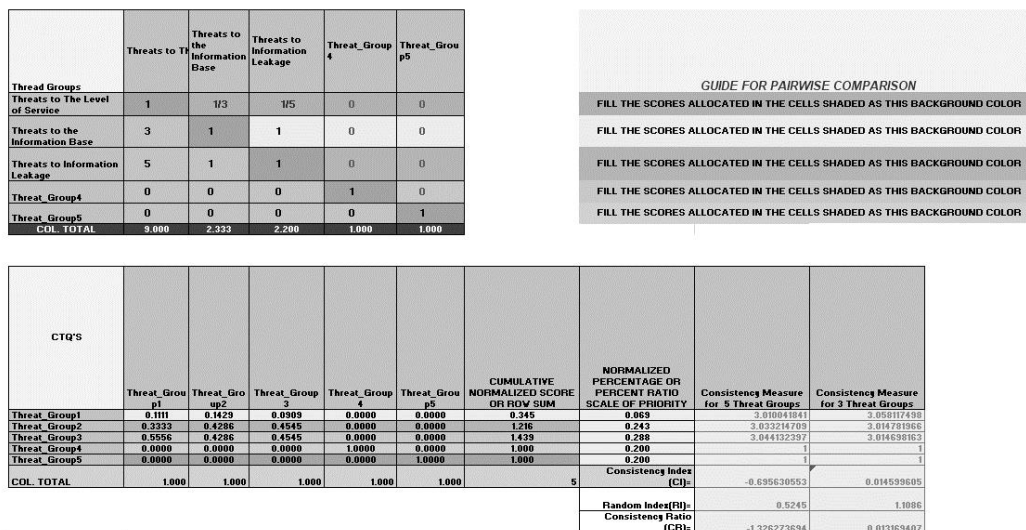 Thread Groups | Threats to Th | Threats to the Information Base | Threats to Information Leakage | Threat_Group 4 | Threat_Grou p5
Threats to The Level of Service | 1 | 1/3 | 1/5 | 0 | 0
Threats to the Information Base | 3 | 1 | 1 | 0 | 0
Threats to Information Leakage | 5 | 1 | 1 | 0 | 0
Threat_Group4 | 0 | 0 | 0 | 1 | 0
Threat_Group5 | 0 | 0 | 0 | 0 | 1
COL. TOTAL | 9.000 | 2.333 | 2.200 | 1.000 | 1.000
GUIDE FOR PAIRWISE COMPARISON
FILL THE SCORES ALLOCATED IN THE CELLS SHADED AS THIS BACKGROUND COLOR
FILL THE SCORES ALLOCATED IN THE CELLS SHADED AS THIS BACKGROUND COLOR
FILL THE SCORES ALLOCATED IN THE CELLS SHADED AS THIS BACKGROUND COLOR
FILL THE SCORES ALLOCATED IN THE CELLS SHADED AS THIS BACKGROUND COLOR
FILL THE SCORES ALLOCATED IN THE CELLS SHADED AS THIS BACKGROUND COLOR
CTQ'S | Threat_Grou p1 | Threat_Gro up2 | Threat_Group 3 | Threat_Group 4 | Threat_Grou p5 | CUMULATIVE NORMALIZED SCORE OR ROW SUM | NORMALIZED PERCENTAGE OR PERCENT RATIO SCALE OF PRIORITY | Consistency Measure for 5 Threat Groups | Consistency Measure for 3 Threat Groups
Threat_Group1 | 0.1111 | 0.1429 | 0.0909 | 0.0000 | 0.0000 | 0.345 | 0.069 | 3.010041841 | 3.058117498
Threat_Group2 | 0.3333 | 0.4286 | 0.4545 | 0.0000 | 0.0000 | 1.216 | 0.243 | 3.033214709 | 3.014781966
Threat_Group3 | 0.5556 | 0.4286 | 0.4545 | 0.0000 | 0.0000 | 1.439 | 0.288 | 3.044132397 | 3.014698163
Threat_Group4 | 0.0000 | 0.0000 | 0.0000 | 1.0000 | 0.0000 | 1.000 | 0.200 | 1 | 1
Threat_Group5 | 0.0000 | 0.0000 | 0.0000 | 0.0000 | 1.0000 | 1.000 | 0.200 | 1 | 1
COL. TOTAL | 1.000 | 1.000 | 1.000 | 1.000 | 1.000 | 5 | Consistency Index (CI)= | -0.695630553 | 0.014599605
Random Index(RI)= | 0.5245 | 1.1086
Consistency Ratio (CR)= | -1.326273694 | 0.013169407